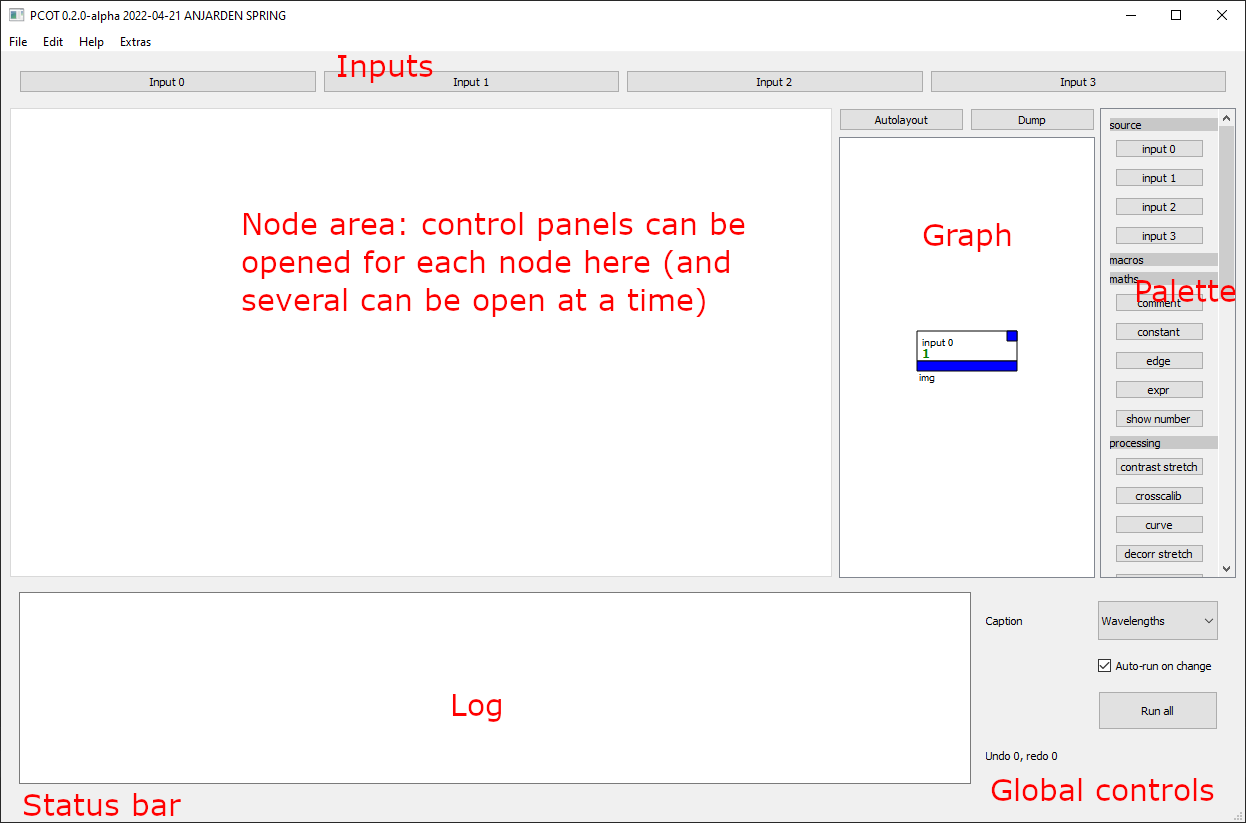 PCOT 0.2.0-alpha 2022-04-21 ANJARDEN SPRING
File Edit Help Extras
Inputs
Input 0 Input 1 Input 2 Input 3
Autolayout Dump
Node area: control panels can be
opened for each node here (and
several can be open at a time)
Graph
input 0
1
img
source
input 0
input 1
input 2
input 3
macros
maths
Palette
comment
constant
edge
expr
show number
processing
contrast stretch
crosscalib
curve
decorr stretch
Log
Caption Wavelengths
Auto-run on change
Run all
Undo 0, redo 0
Global controls
Status bar